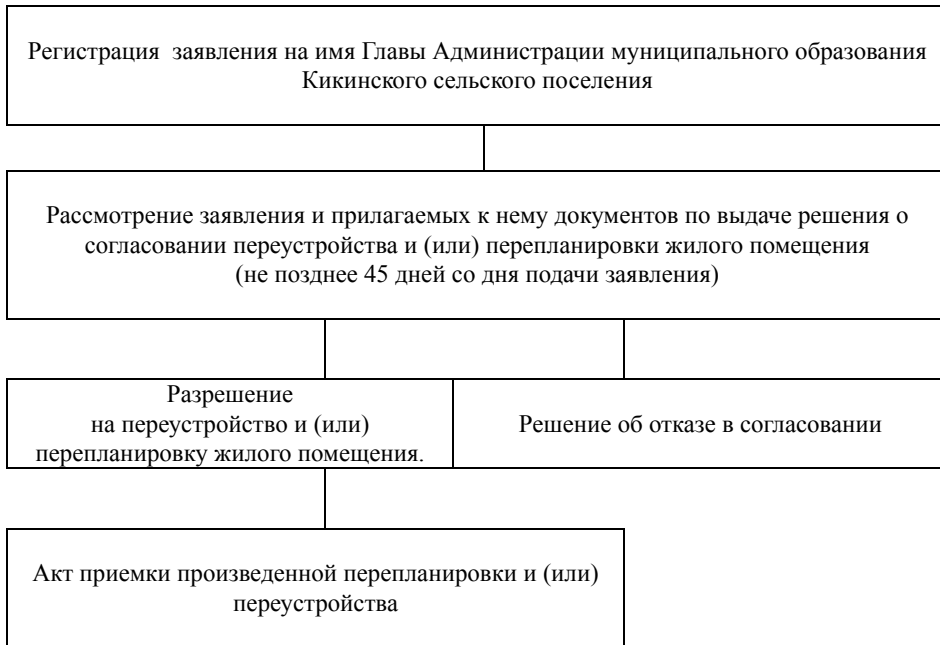 Регистрация  заявления на имя Главы Администрации муниципального образования
Кикинского сельского поселения
Рассмотрение заявления и прилагаемых к нему документов по выдаче решения о
согласовании переустройства и (или) перепланировки жилого помещения
(не позднее 45 дней со дня подачи заявления)
Разрешение
на переустройство и (или)
перепланировку жилого помещения.
Решение об отказе в согласовании
Акт приемки произведенной перепланировки и (или)
переустройства